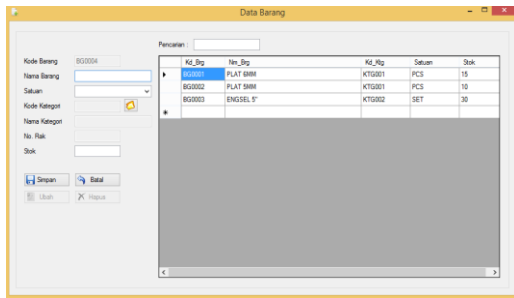 Data Barang
Pencarian :
Kode Barang BG0004
Nama Barang
Satuan
Kode Kategori
Nama Kategori
No. Rak
Stok
Simpan Batal
Ubah Hapus
Kd_Brg Nm_Brg Kd_Ktg Satuan Stok
BG0001 PLAT 6MM KTG001 PCS 15
BG0002 PLAT 5MM KTG001 PCS 10
BG0003 ENGSEL 5" KTG002 SET 30